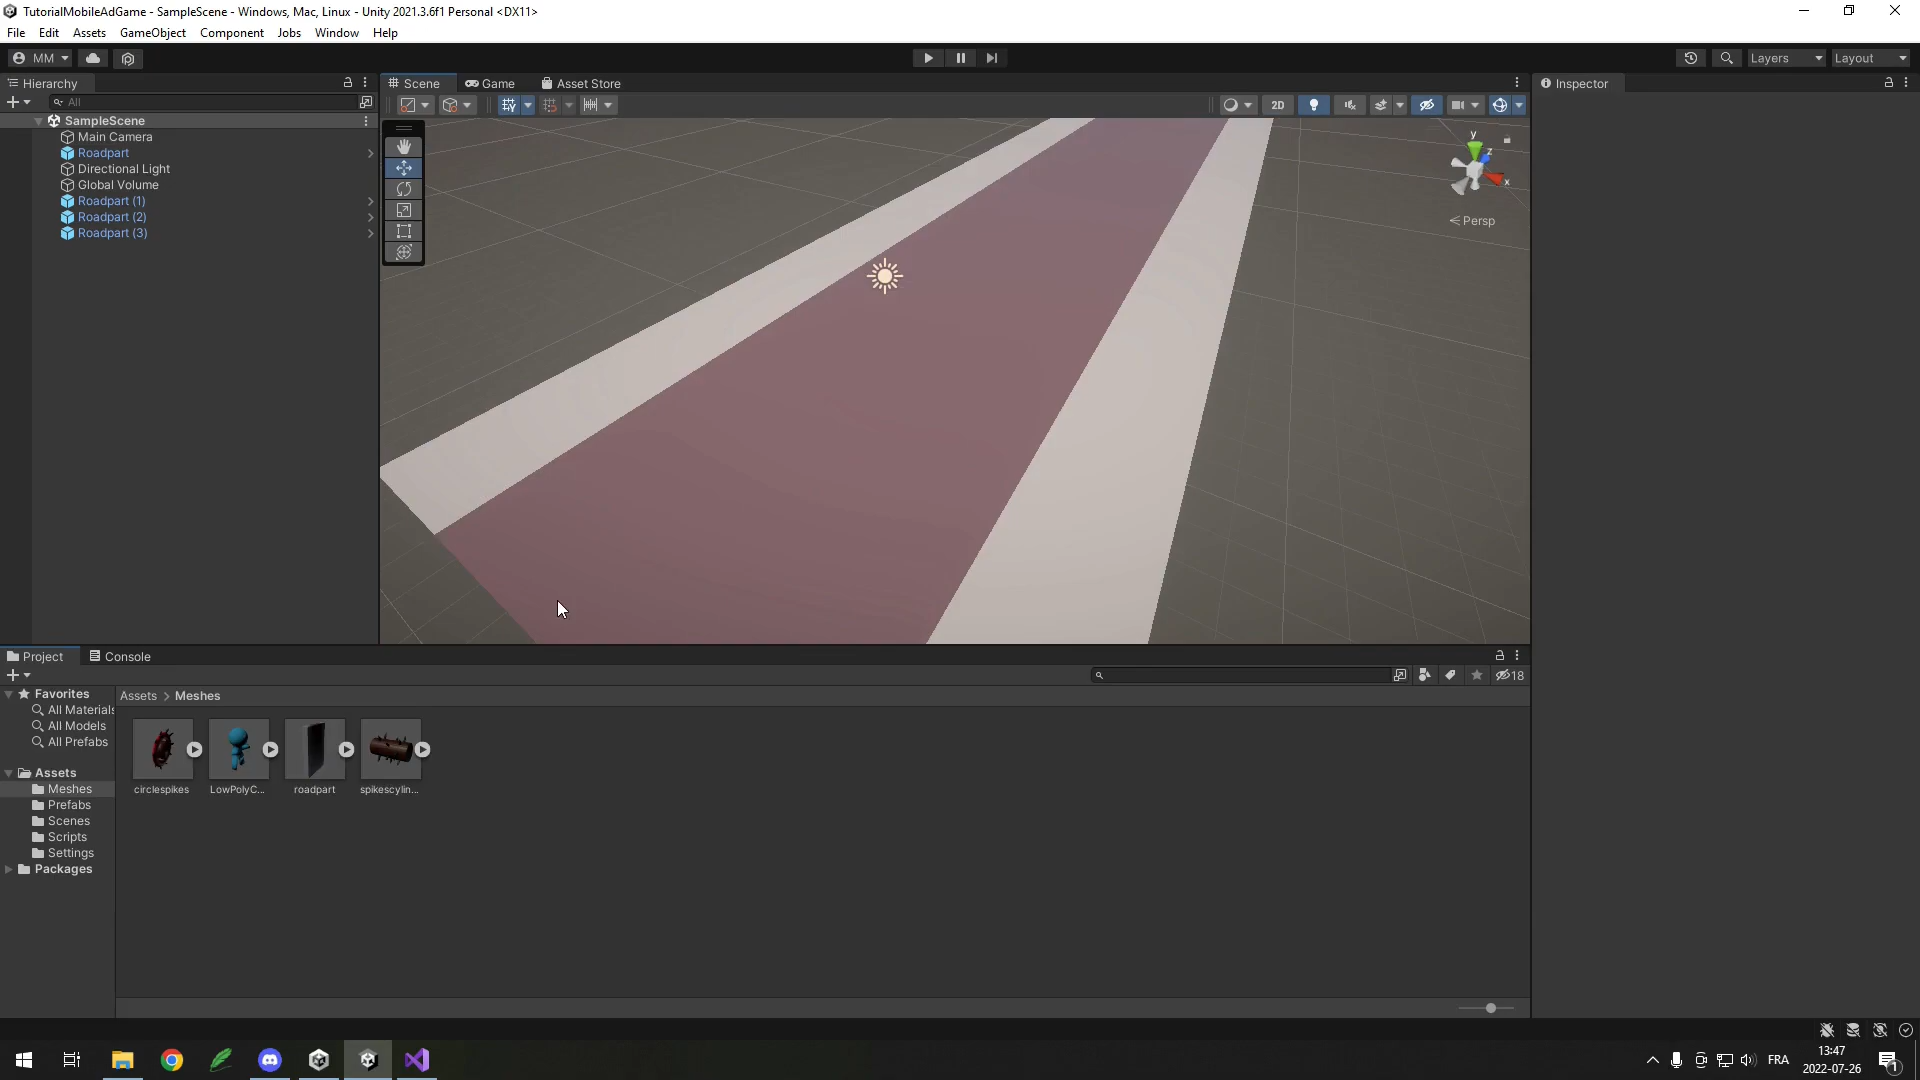 TutorialMobileAdGame - SampleScene - Windows, Mac, Linux - Unity 2021.3.6f1 Personal <DX11>
File Edit Assets GameObject Component Jobs Window Help
MM Layers Layout
Hierarchy Scene Game Asset Store Inspector
All 2D
SampleScene
Main Camera
Roadpart
Directional Light
Global Volume
Roadpart (1)
Roadpart (2)
Roadpart (3)
y
z
x
Persp
Project Console
18
Favorites
All Materials
All Models
All Prefabs
Assets
Meshes
Prefabs
Scenes
Scripts
Settings
Packages
Assets > Meshes
circlespikes LowPolyC... roadpart spikescylin...
FRA
13:47
2022-07-26
1